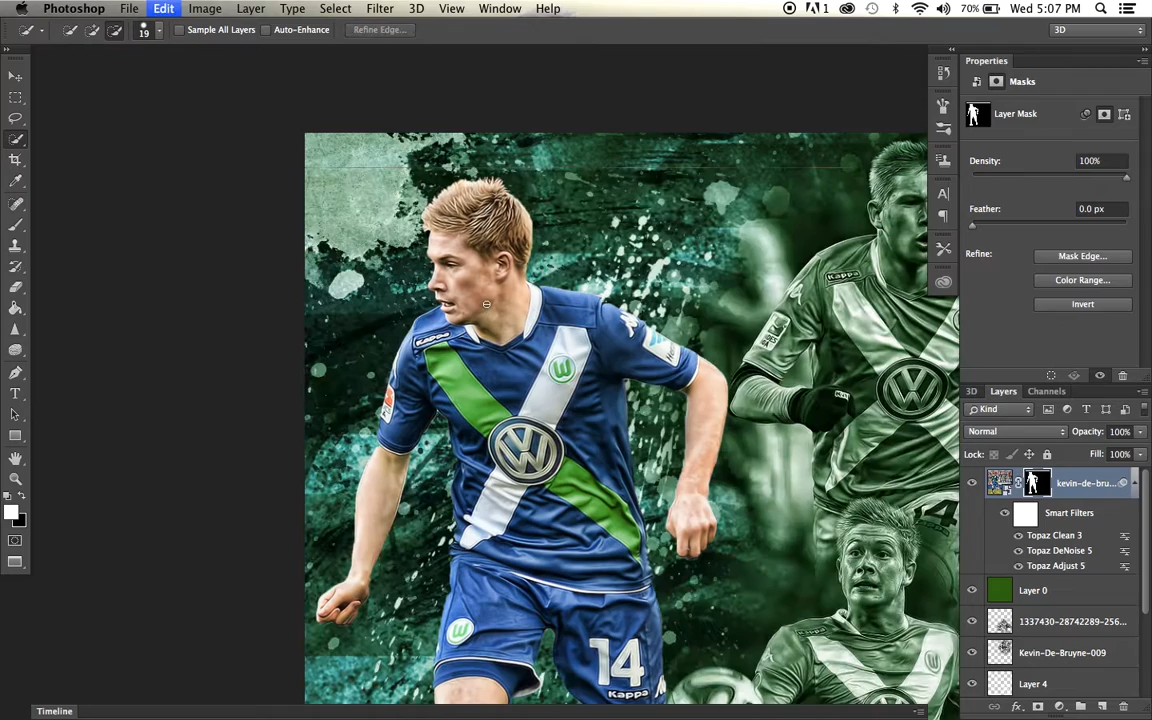 Photoshop File Edit Image Layer Type Select Filter 3D View Window Help
1 70% Wed 5:07 PM
19 Sample All Layers Auto-Enhance Refine Edge... 3D
Properties
Masks
Layer Mask
Density: 100%
Feather: 0.0 px
Refine: Mask Edge...
Color Range...
Invert
3D Layers Channels
Kind
Normal Opacity: 100%
Lock: Fill: 100%
kevin-de-bru...
Smart Filters
Topaz Clean 3
Topaz DeNoise 5
Topaz Adjust 5
Layer 0
1337430-28742289-256...
Kevin-De-Bruyne-009
Layer 4
Kappa
Kappa
W
W
14
Kappa
14
Timeline